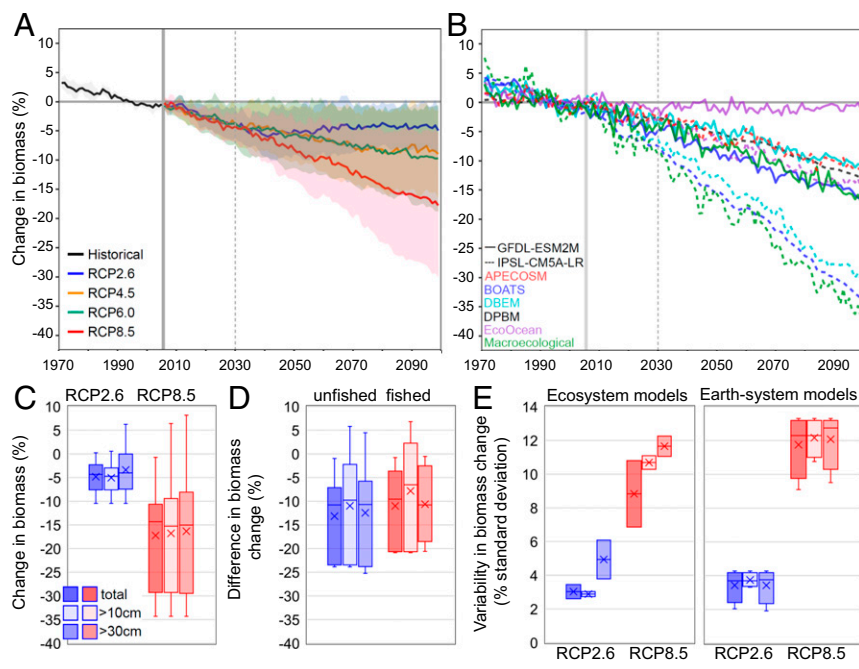 A
B
10
5
0
-5
-10
-15
-20
-25
-30
-35
-40
Change in biomass (%)
Historical
RCP2.6
RCP4.5
RCP6.0
RCP8.5
1970
1990
2010
2030
2050
2070
2090
10
5
0
-5
-10
-15
-20
-25
-30
-35
-40
GFDL-ESM2M
IPSL-CM5A-LR
APECOSM
BOATS
DBEM
DPBM
EcoOcean
Macroecological
1970
1990
2010
2030
2050
2070
2090
C
RCP2.6
RCP8.5
10
5
0
-5
-10
-15
-20
-25
-30
-35
-40
Change in biomass (%)
total
>10cm
>30cm
D
unfished
fished
10
5
0
-5
-10
-15
-20
-25
-30
-35
-40
Difference in biomass
change (%)
E
Ecosystem models
Earth-system models
14
12
10
8
6
4
2
0
Variability in biomass change
(% standard deviation)
RCP2.6
RCP8.5
RCP2.6
RCP8.5